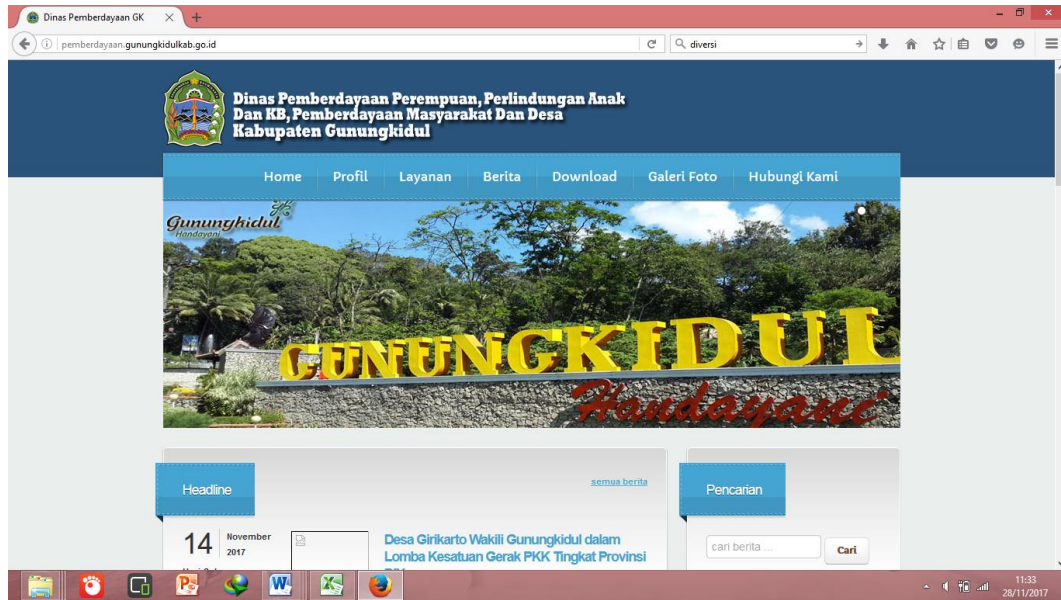 Dinas Pemberdayaan GK
pemberdayaan.gunungkidulkab.go.id
diversi
Dinas Pemberdayaan Perempuan, Perlindungan Anak
Dan KB, Pemberdayaan Masyarakat Dan Desa
Kabupaten Gunungkidul
Home Profil Layanan Berita Download Galeri Foto Hubungi Kami
Gunungkidul
Handayani
GUNUNGKIDUL
Handayani
Headline
semua berita
Pencarian
14 November
2017
Desa Girikarto Wakili Gunungkidul dalam
Lomba Kesatuan Gerak PKK Tingkat Provinsi
cari berita ...
Cari
11:33
28/11/2017